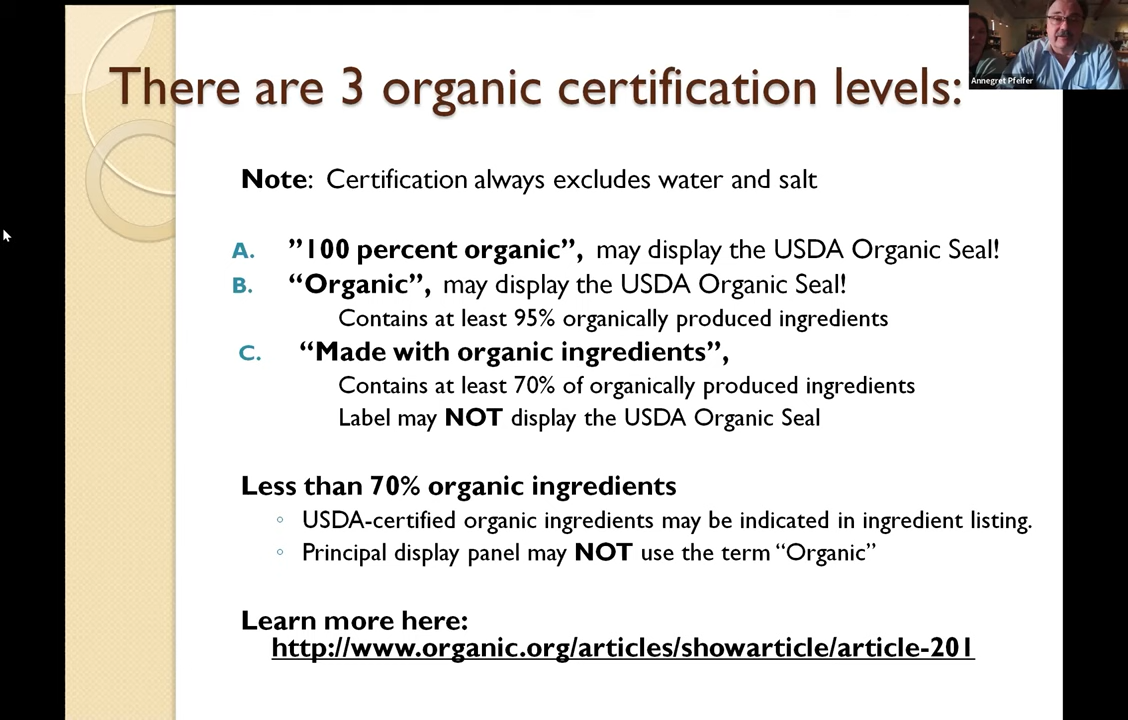 There are 3 organic certification levels:
Annegret Pfeifer
Note: Certification always excludes water and salt
A. ”100 percent organic”, may display the USDA Organic Seal!
B. “Organic”, may display the USDA Organic Seal!
Contains at least 95% organically produced ingredients
C. “Made with organic ingredients”,
Contains at least 70% of organically produced ingredients
Label may NOT display the USDA Organic Seal
Less than 70% organic ingredients
◦ USDA-certified organic ingredients may be indicated in ingredient listing.
◦ Principal display panel may NOT use the term “Organic”
Learn more here:
http://www.organic.org/articles/showarticle/article-201